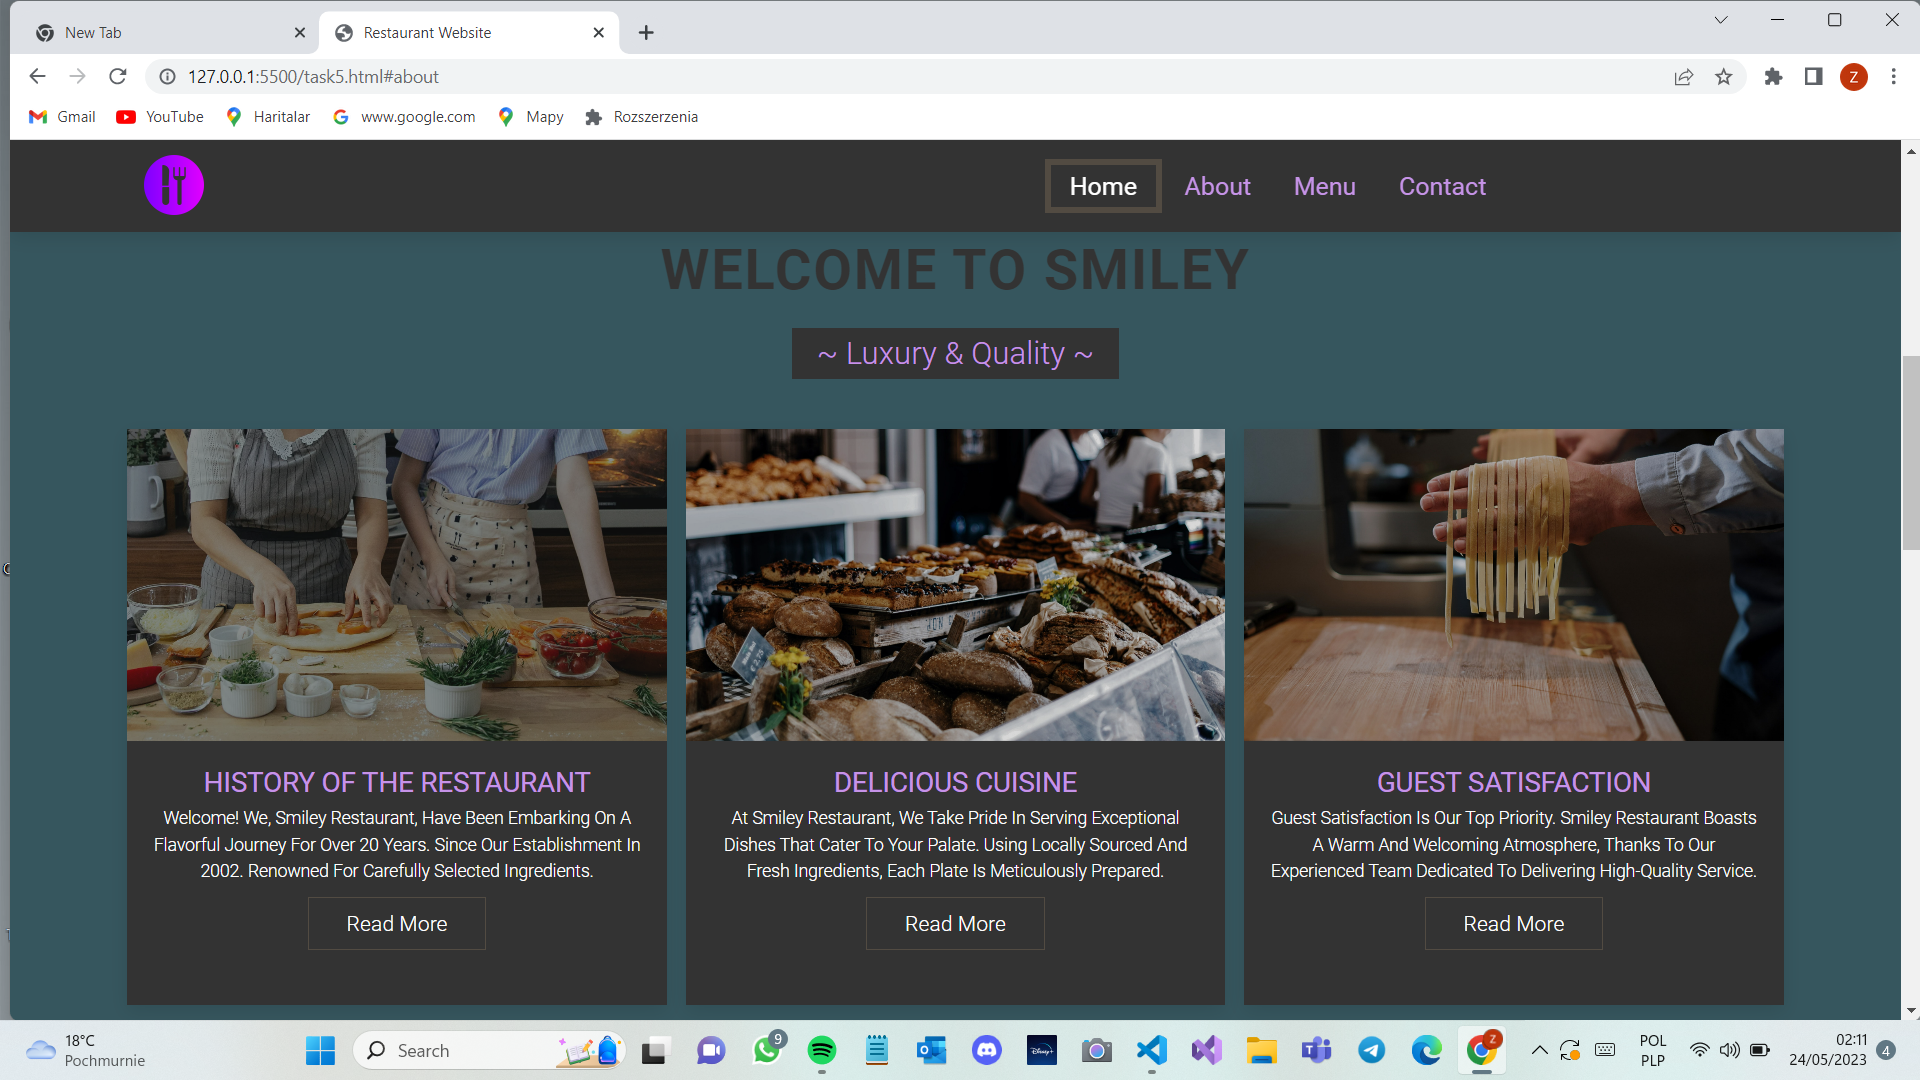 New Tab
Restaurant Website
127.0.0.1:5500/task5.html#about
Z
Gmail
YouTube
Haritalar
www.google.com
Mapy
Rozszerzenia
Home
About
Menu
Contact
WELCOME TO SMILEY
~ Luxury & Quality ~
HISTORY OF THE RESTAURANT
Welcome! We, Smiley Restaurant, Have Been Embarking On A
Flavorful Journey For Over 20 Years. Since Our Establishment In
2002. Renowned For Carefully Selected Ingredients.
Read More
DELICIOUS CUISINE
At Smiley Restaurant, We Take Pride In Serving Exceptional
Dishes That Cater To Your Palate. Using Locally Sourced And
Fresh Ingredients, Each Plate Is Meticulously Prepared.
Read More
GUEST SATISFACTION
Guest Satisfaction Is Our Top Priority. Smiley Restaurant Boasts
A Warm And Welcoming Atmosphere, Thanks To Our
Experienced Team Dedicated To Delivering High-Quality Service.
Read More
18°C
Pochmurnie
Search
9
Disney+
Z
POL
PLP
02:11
24/05/2023
4